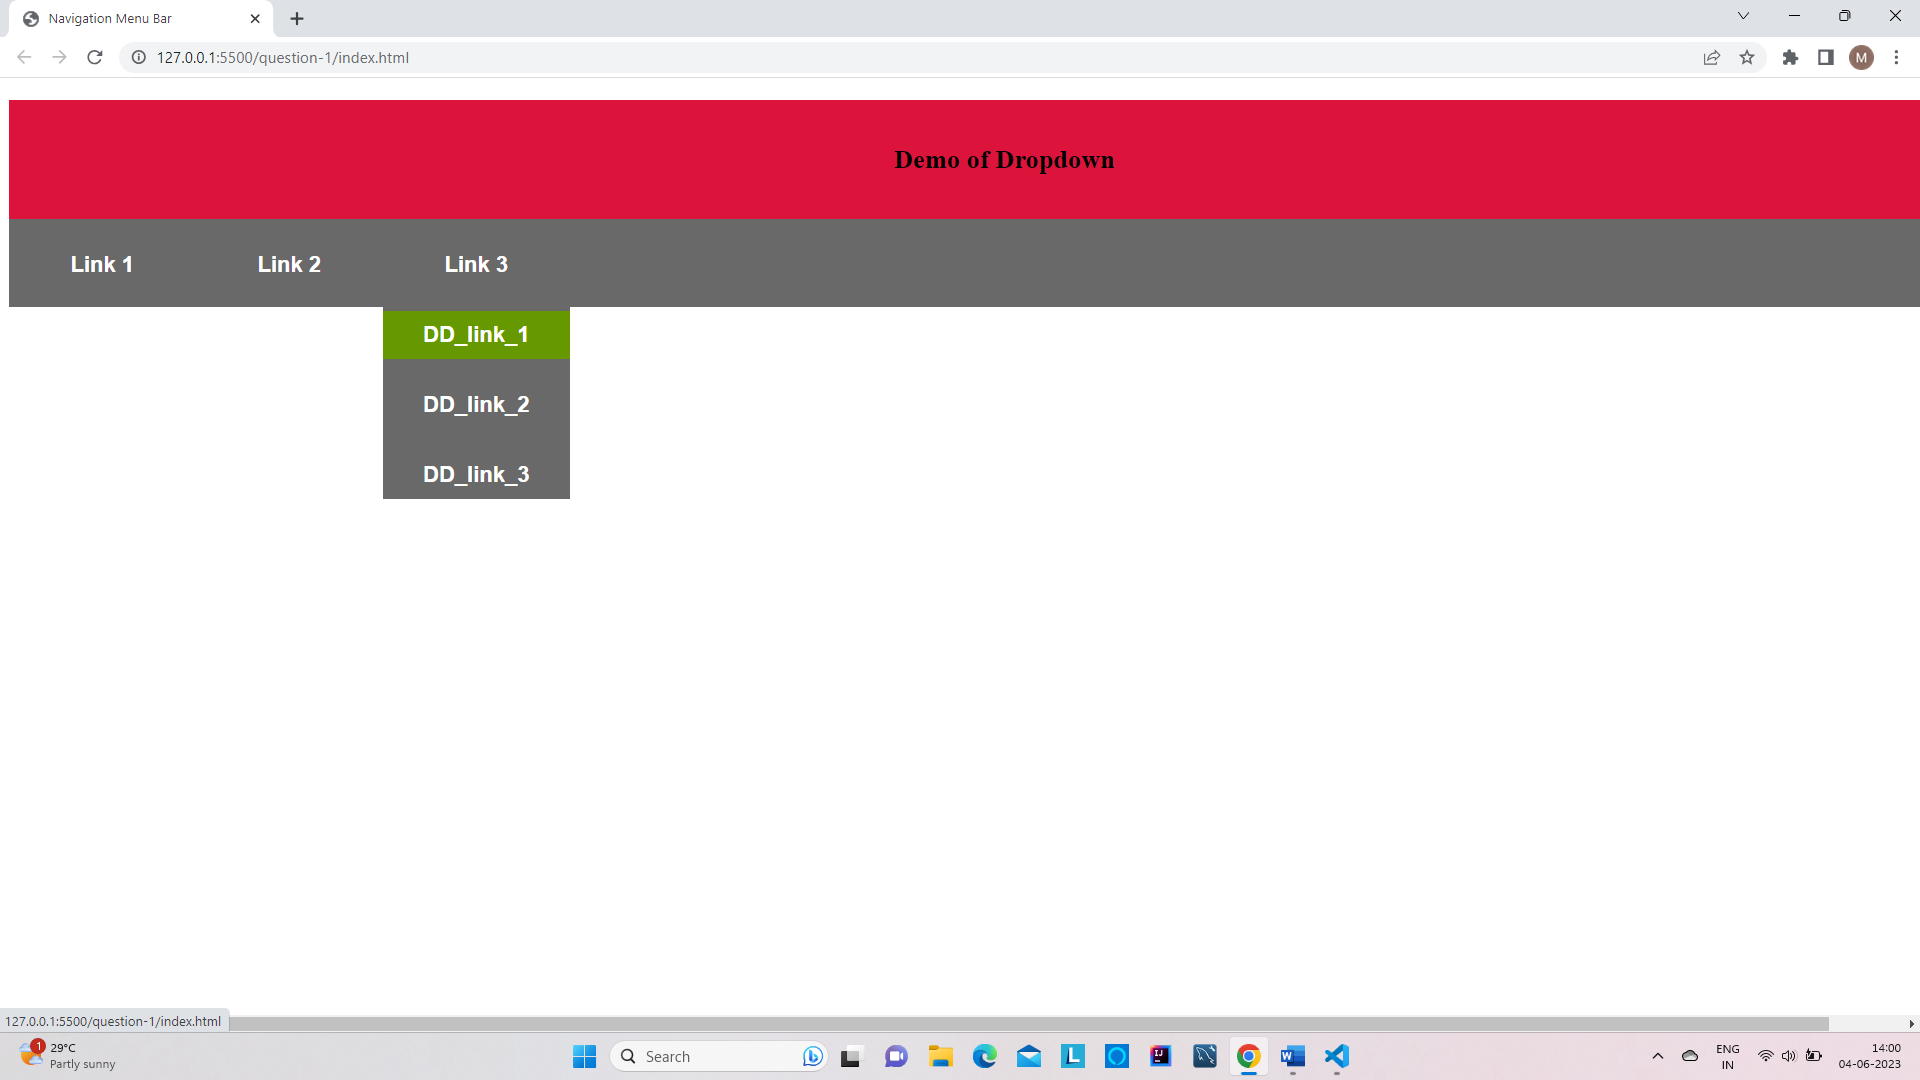 Navigation Menu Bar
127.0.0.1:5500/question-1/index.html
M
Demo of Dropdown
Link 1 Link 2 Link 3
DD_link_1
DD_link_2
DD_link_3
127.0.0.1:5500/question-1/index.html
1
29°C
Partly sunny
Search
L
IJ
W
ENG
IN
14:00
04-06-2023